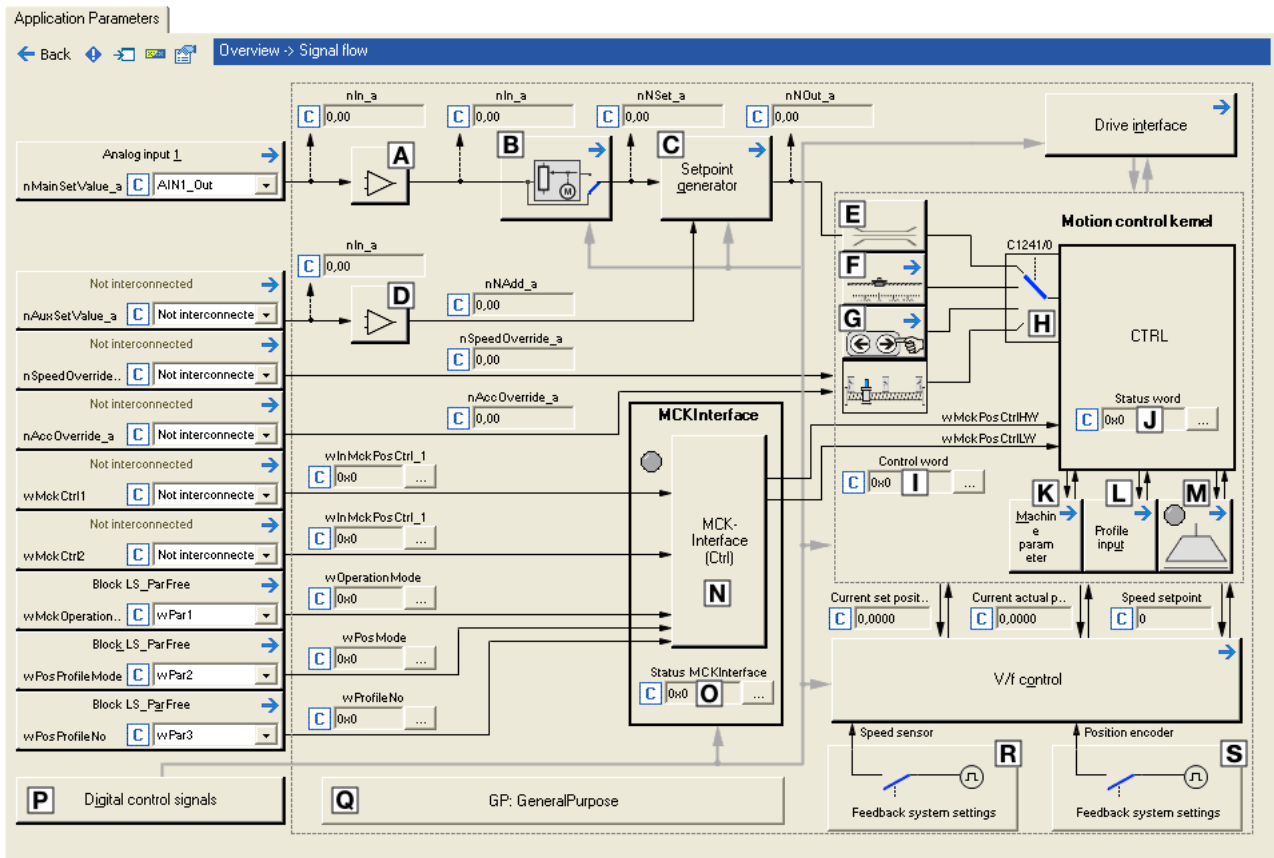 Application Parameters
Back
Overview -> Signal flow
nIn_a
C 0,00
nIn_a
C 0,00
nNSet_a
C 0,00
nNOut_a
C 0,00
Drive interface
Analog input 1
nMainSetValue_a C AIN1_Out
A
B
M
C
Setpoint
generator
Motion control kernel
C1241/0
E
F
G
H
CTRL
Status word
C 0x0 J ...
nIn_a
C 0,00
Not interconnected
nAuxSetValue_a C Not interconnecte
D
nNAdd_a
C 0,00
Not interconnected
nSpeedOverride.. C Not interconnecte
nSpeedOverride_a
C 0,00
Not interconnected
nAccOverride_a C Not interconnecte
nAccOverride_a
C 0,00
MCKInterface
wMckPosCtrlHW
wMckPosCtrlLW
Control word
C 0x0 I ...
Not interconnected
wMckCtrl1 C Not interconnecte
wInMckPosCtrl_1
C 0x0 ...
Not interconnected
wMckCtrl2 C Not interconnecte
wInMckPosCtrl_1
C 0x0 ...
MCK-
Interface
(Ctrl)
N
K
Machin
e
param
eter
L
Profile
input
M
Block LS_ParFree
wMckOperation.. C wPar1
wOperationMode
C 0x0 ...
Current set posit..
C 0,0000
Current actual p..
C 0,0000
Speed setpoint
C 0
Block LS_ParFree
wPosProfileMode C wPar2
wPosMode
C 0x0 ...
Status MCKInterface
C 0x0 O ...
V/f control
Block LS_ParFree
wPosProfileNo C wPar3
wProfileNo
C 0x0 ...
Speed sensor
R
Feedback system settings
Position encoder
S
Feedback system settings
P Digital control signals
Q GP: GeneralPurpose